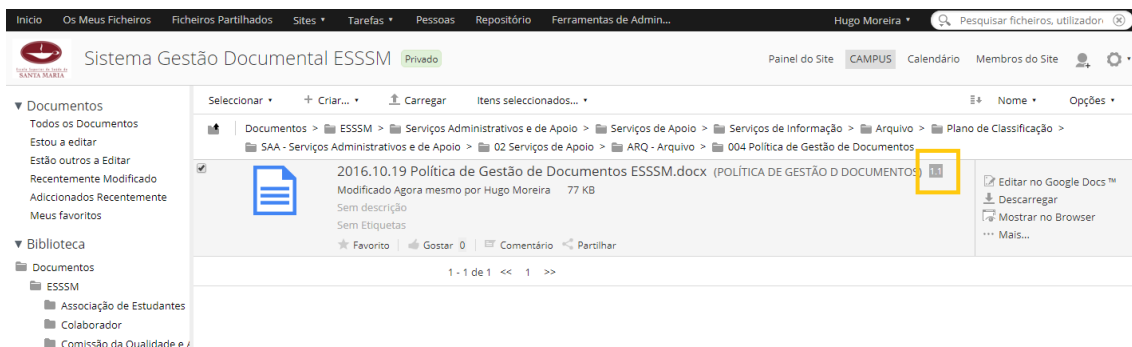 Inicio Os Meus Ficheiros Ficheiros Partilhados Sites Tarefas Pessoas Repositório Ferramentas de Admin... Hugo Moreira Pesquisar ficheiros, utilizador
SANTA MARIA
Sistema Gestão Documental ESSSM Privado Painel do Site CAMPUS Calendário Membros do Site
Documentos
Todos os Documentos
Estou a editar
Estão outros a Editar
Recentemente Modificado
Adiccionados Recentemente
Meus favoritos
Biblioteca
Documentos
ESSSM
Associação de Estudantes
Colaborador
Comissão da Qualidade e A
Seleccionar + Criar... Carregar Itens seleccionados... Nome Opções
Documentos > ESSSM > Serviços Administrativos e de Apoio > Serviços de Apoio > Serviços de Informação > Arquivo > Plano de Classificação >
SAA - Serviços Administrativos e de Apoio > 02 Serviços de Apoio > ARQ - Arquivo > 004 Política de Gestão de Documentos
2016.10.19 Política de Gestão de Documentos ESSSM.docx (POLÍTICA DE GESTÃO D DOCUMENTOS) 1.1
Modificado Agora mesmo por Hugo Moreira 77 KB
Sem descrição
Sem Etiquetas
Favorito Gostar 0 Comentário Partilhar
Editar no Google Docs™
Descarregar
Mostrar no Browser
Mais...
1 - 1 de 1 << 1 >>